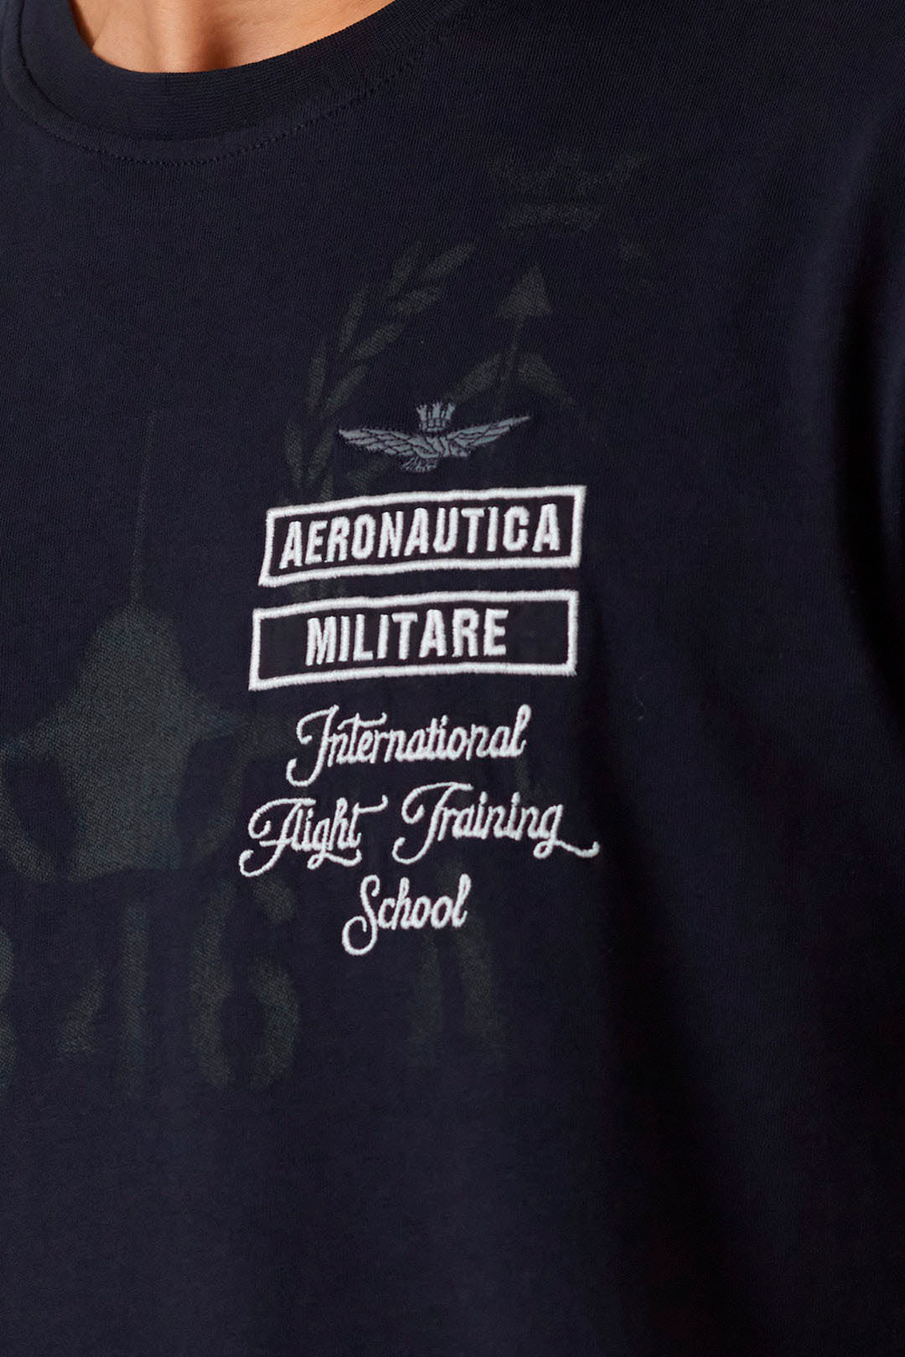 AERONAUTICA
MILITARE
International
Flight Training
School